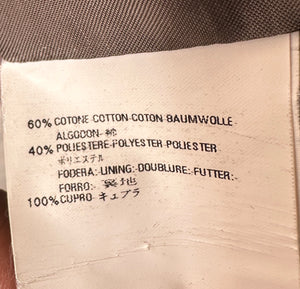 60% COTONE-COTTON-COTON-BAUMWOLLE-
ALGODON-綿
40% POLIESTERE-POLYESTER-POLIESTER
ポリエステル
FODERA:-LINING:-DOUBLURE:-FUTTER:-
FORRO:-裏地
100% CUPRO-キュプラ